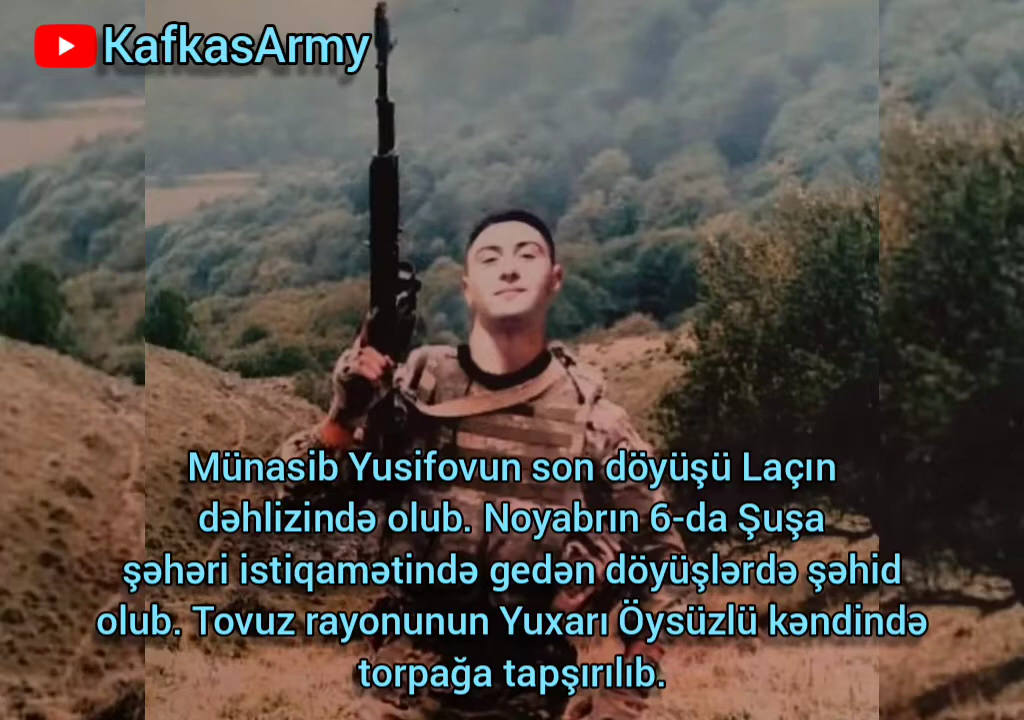 KafkasArmy
Münasib Yusifovun son döyüşü Laçın
dəhlizində olub. Noyabrın 6-da Şuşa
şəhəri istiqamətində gedən döyüşlərdə şəhid
olub. Tovuz rayonunun Yuxarı Öysüzlü kəndində
torpağa tapşırılıb.